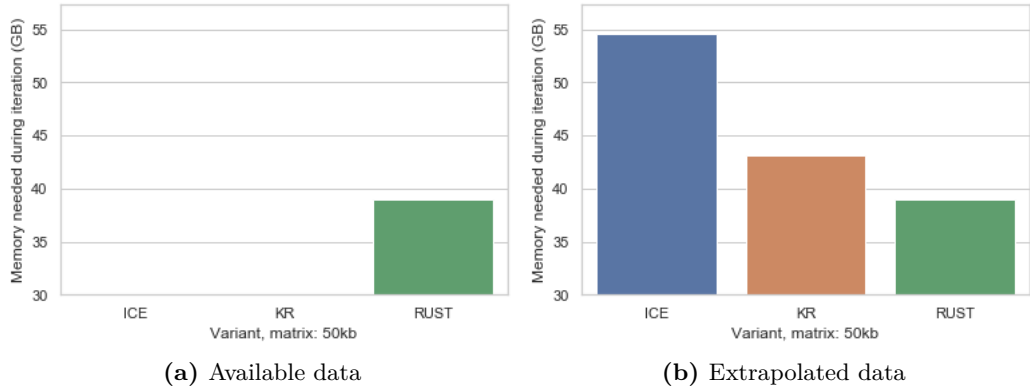 Memory needed during iteration (GB)
55
50
45
40
35
30
ICE KR RUST
Variant, matrix: 50kb
(a) Available data
Memory needed during iteration (GB)
55
50
45
40
35
30
ICE KR RUST
Variant, matrix: 50kb
(b) Extrapolated data